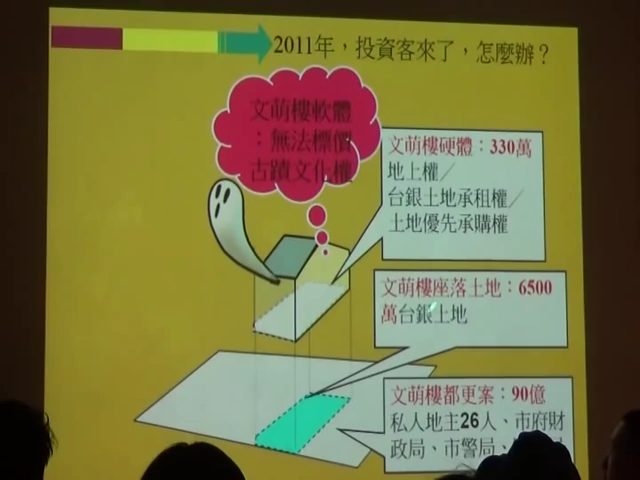 2011年，投資客來了，怎麼辦？
文萌樓軟體
：無法標價
古蹟文化權
文萌樓硬體：330萬
地上權／
台銀土地承租權／
土地優先承購權
文萌樓座落土地：6500
萬台銀土地
文萌樓都更案：90億
私人地主26人、市府財
政局、市警局、